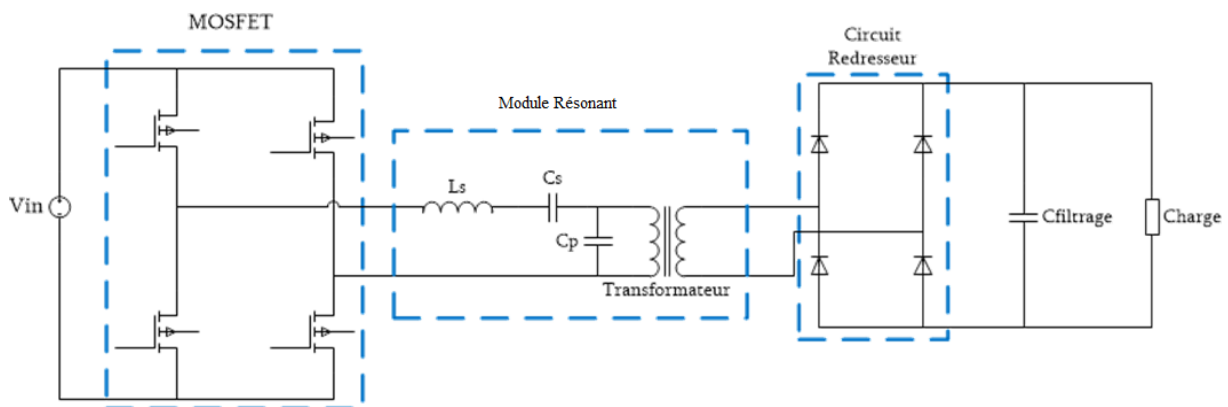 MOSFET
Circuit
Redresseur
Module Résonant
Ls
Cs
Vin
Cp
Cfiltrage
Charge
Transformateur